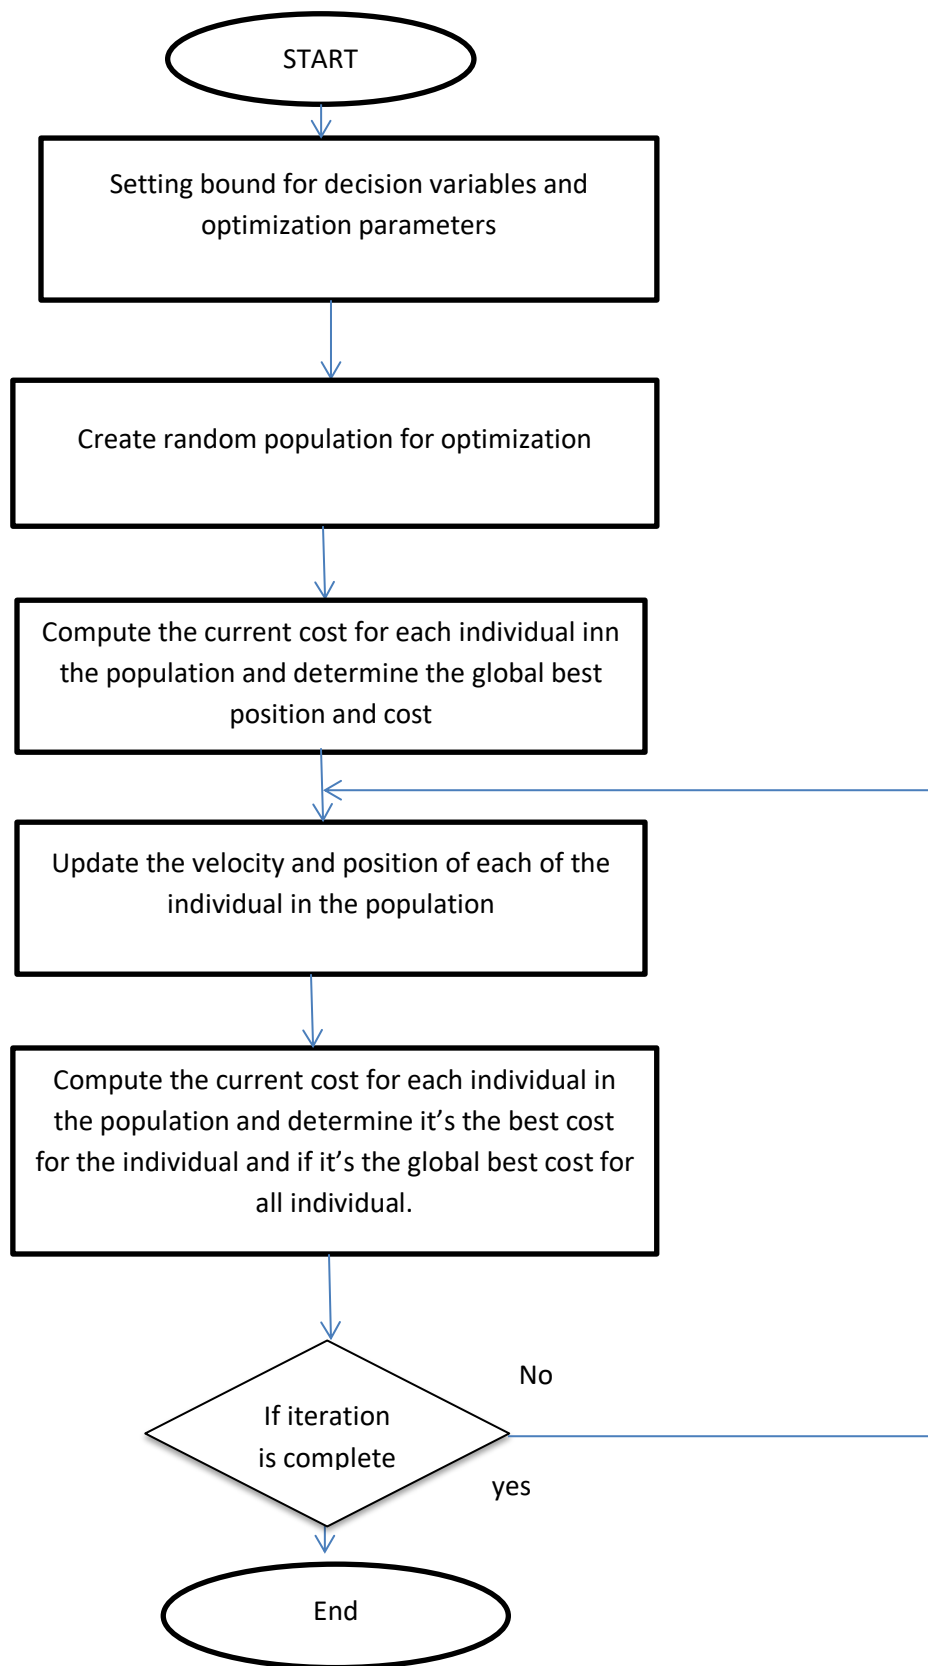 START
Setting bound for decision variables and
optimization parameters
Create random population for optimization
Compute the current cost for each individual inn
the population and determine the global best
position and cost
Update the velocity and position of each of the
individual in the population
Compute the current cost for each individual in
the population and determine it’s the best cost
for the individual and if it’s the global best cost for
all individual.
No
If iteration
is complete
yes
End